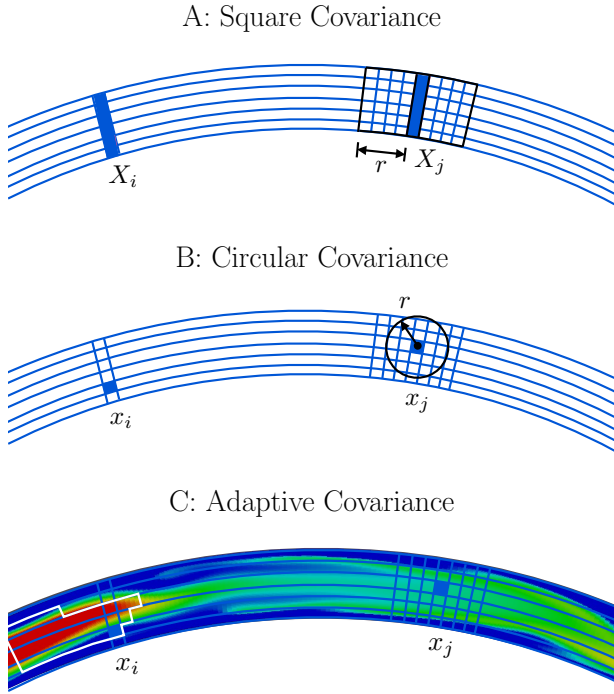 A: Square Covariance
X_i
r
X_j
B: Circular Covariance
r
x_i
x_j
C: Adaptive Covariance
x_i
x_j